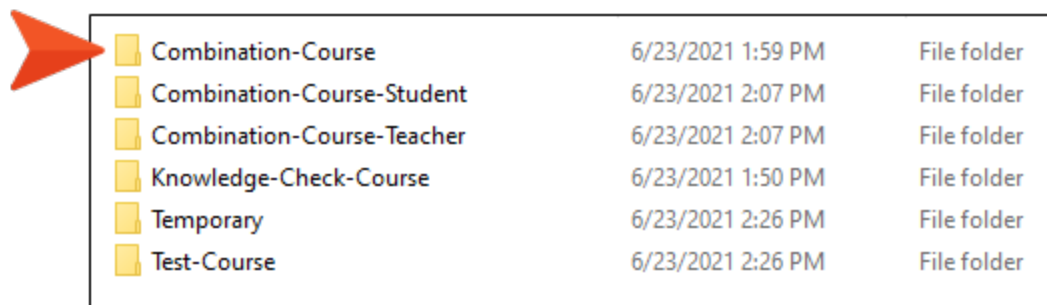 Combination-Course 6/23/2021 1:59 PM File folder
Combination-Course-Student 6/23/2021 2:07 PM File folder
Combination-Course-Teacher 6/23/2021 2:07 PM File folder
Knowledge-Check-Course 6/23/2021 1:50 PM File folder
Temporary 6/23/2021 2:26 PM File folder
Test-Course 6/23/2021 2:26 PM File folder